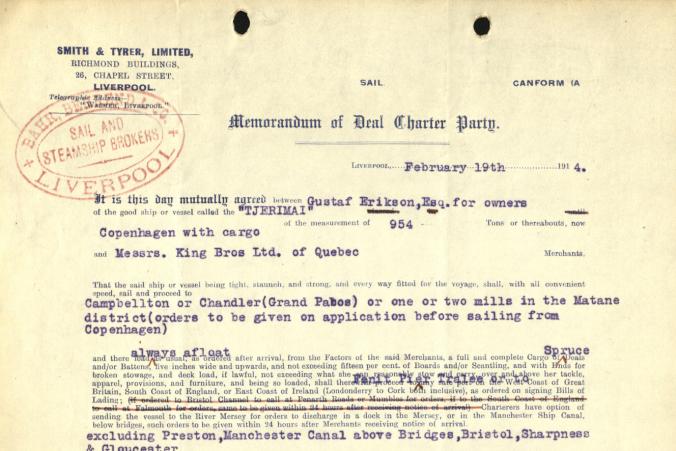 SMITH & TYRER, LIMITED,
RICHMOND BUILDINGS,
26, CHAPEL STREET,
LIVERPOOL.
Telegraphic Address—
LIVERPOOL."
BAHR, BEHREND & CO.
SAIL AND
STEAMSHIP BROKERS
LIVERPOOL
SAIL
CANFORM (A
Memorandum of Deal Charter Party.
LIVERPOOL, February 19th 1914.
It is this day mutually agreed between Gustaf Erikson, Esq. for owners
of the good ship or vessel called the "TJERIMAI" until
of the measurement of 954 Tons or thereabouts, now
Copenhagen with cargo
and Messrs. King Bros Ltd. of Quebec Merchants.
That the said ship or vessel being tight, staunch, and strong, and every way fitted for the voyage, shall, with all convenient
speed, sail and proceed to
Campbellton or Chandler(Grand Pabos) or one or two mills in the Matane
district(orders to be given on application before sailing from
Copenhagen)
always afloat Spruce
and there load as usual, as ordered after arrival, from the Factors of the said Merchants, a full and complete Cargo of Deals
and/or Battens, five inches wide and upwards, and not exceeding fifteen per cent of Boards and/or Scantling, and with Ends for
broken stowage, and deck load, if lawful, not exceeding what she can reasonably stow and carry over and above her tackle,
apparel, provisions, and furniture, and being so loaded, shall West Coast of Great
Britain, South Coast of England, or East Coast of Ireland (Londonderry to Cork both inclusive), as ordered on signing Bills of
Lading; (if ordered to Bristol Channel to call at Penarth Roads or Mumbles for orders, if to the South Coast of England
to call at Falmouth for orders, same to be given within 24 hours after receiving notice of arrival). Charterers have option of
sending the vessel to the River Mersey for orders to discharge in a dock in the Mersey, or in the Manchester Ship Canal,
below bridges, such orders to be given within 24 hours after Merchants receiving notice of arrival.
excluding Preston,Manchester Canal above Bridges,Bristol,Sharpness
& Gloucester